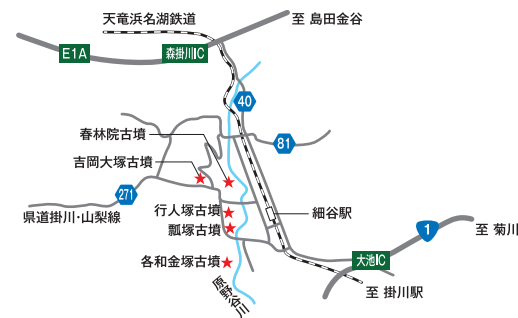 天竜浜名湖鉄道
至 島田金谷
E1A
森掛川IC
40
春林院古墳
81
吉岡大塚古墳
271
県道掛川・山梨線
行人塚古墳
細谷駅
瓢塚古墳
1
至 菊川
各和金塚古墳
大池IC
原野谷川
至 掛川駅